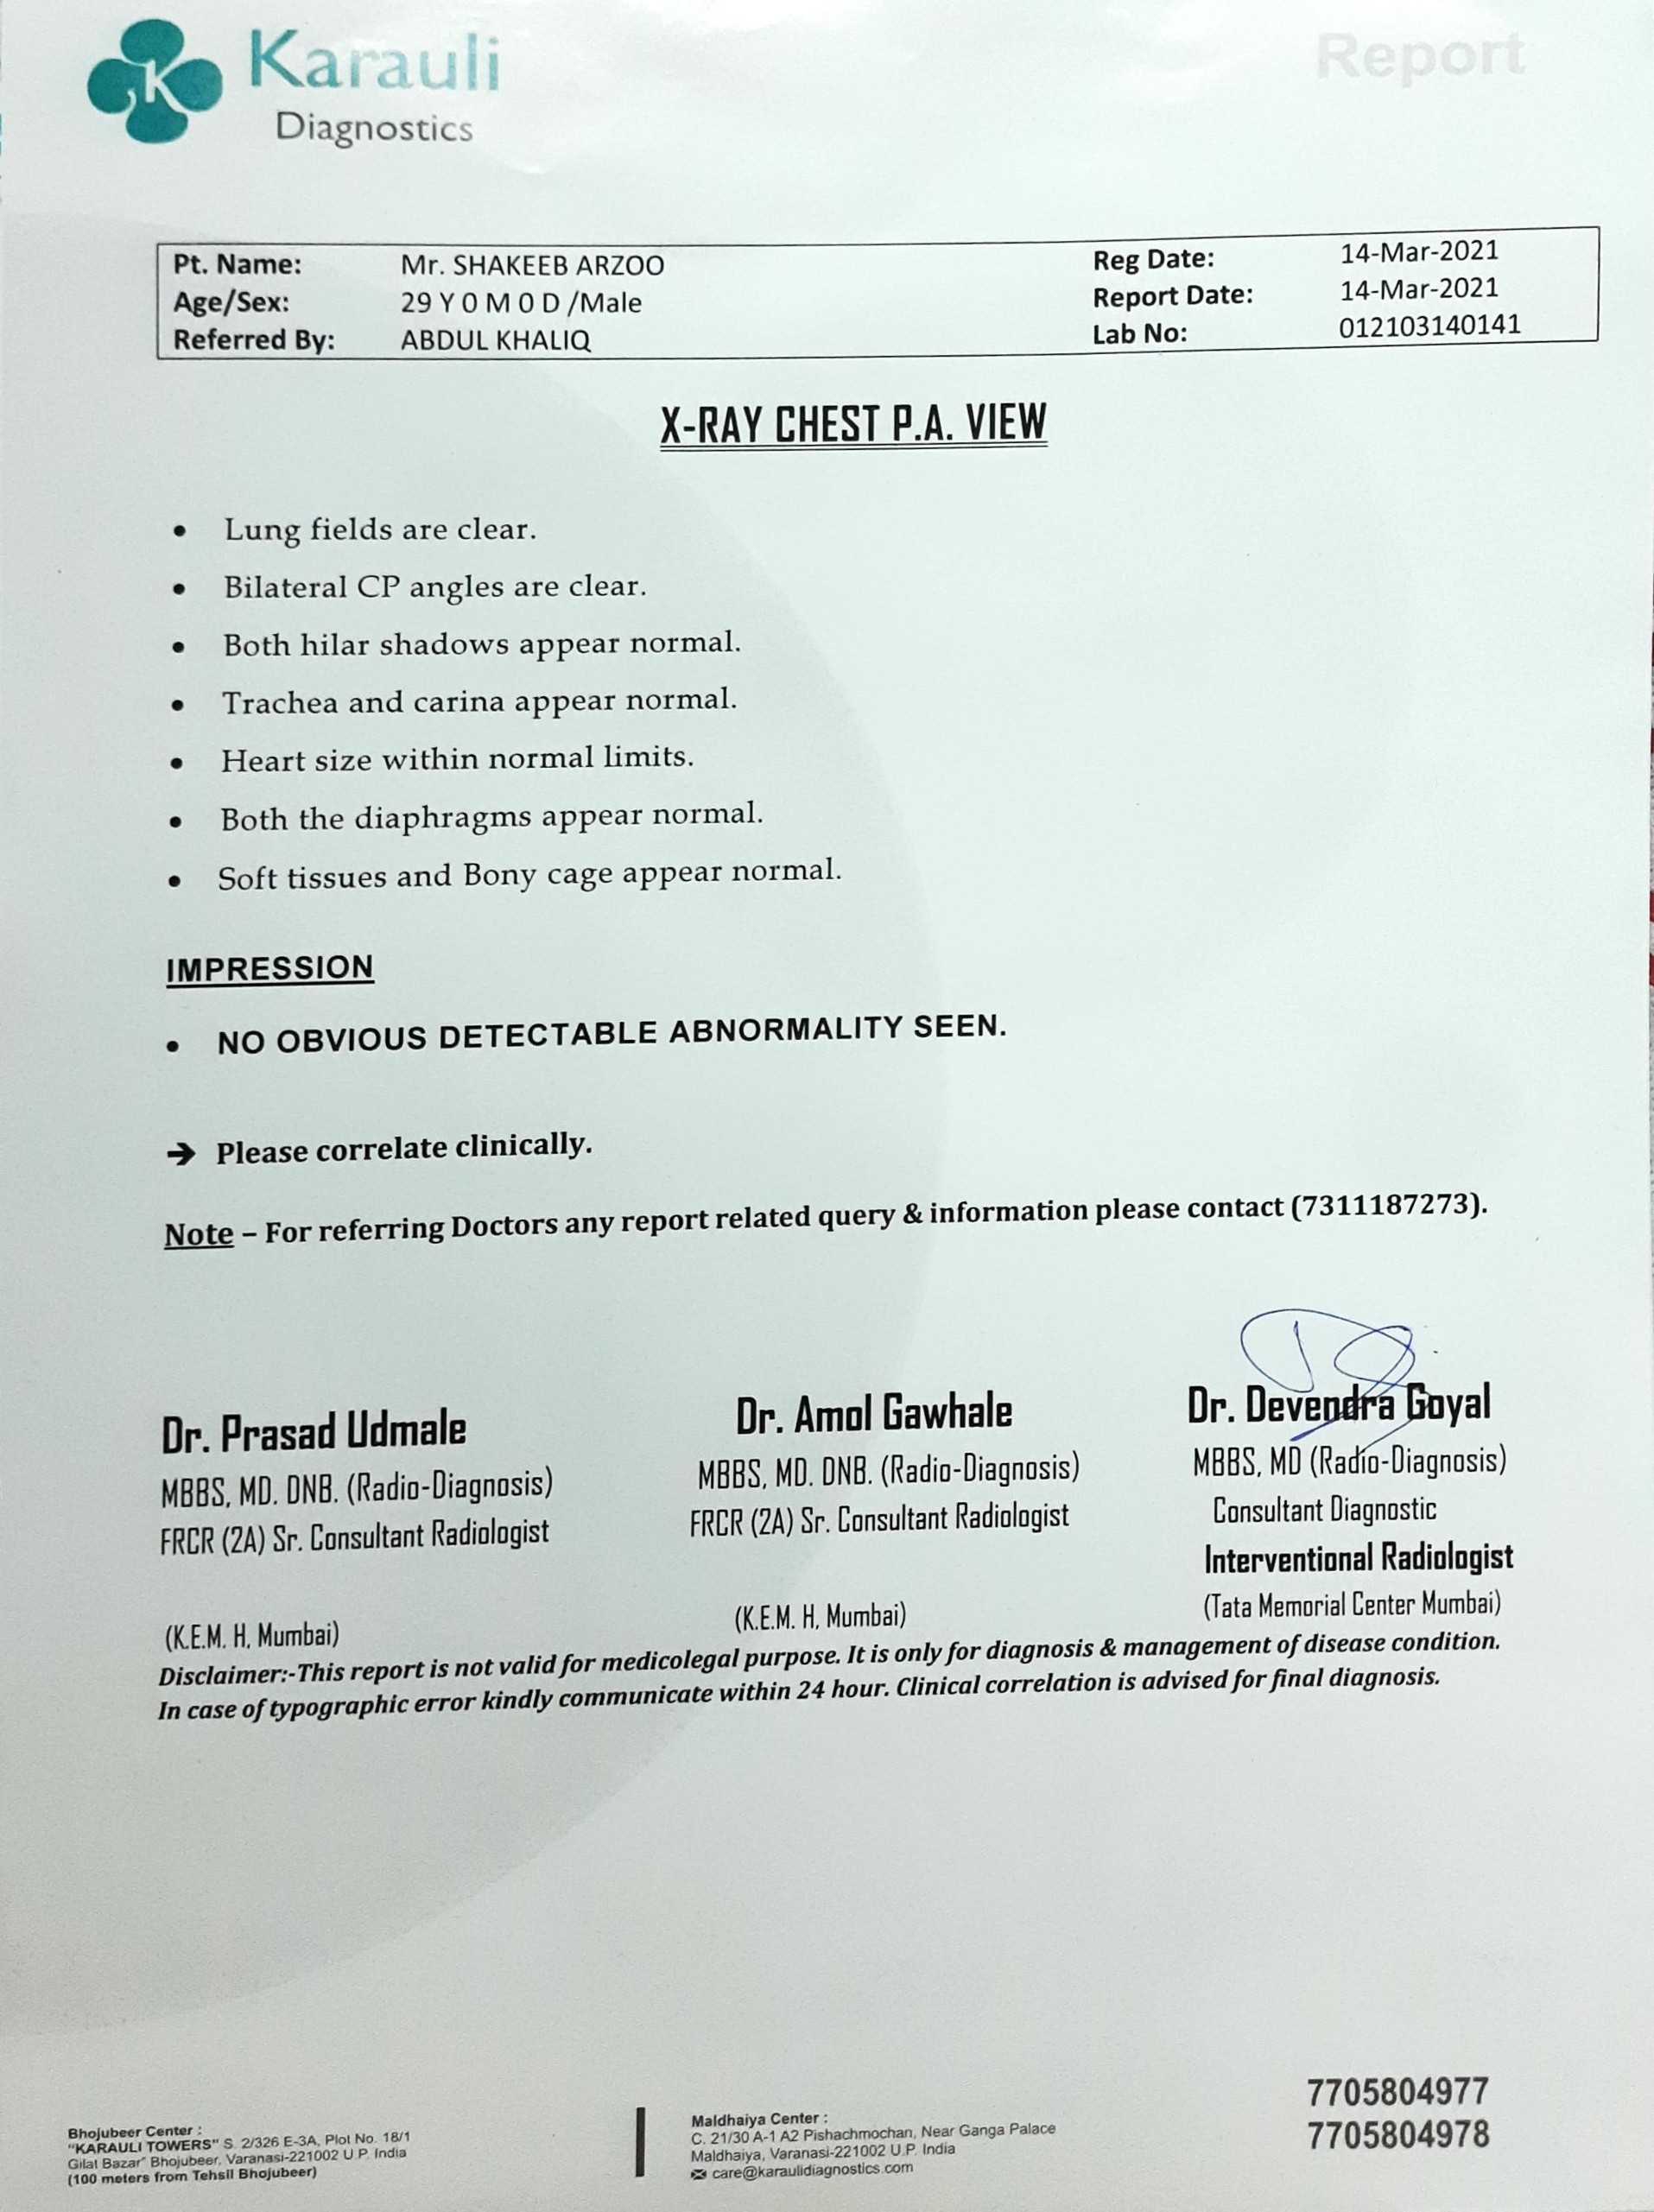 Karauli
Diagnostics
Report
Pt. Name: Mr. SHAKEEB ARZOO Reg Date: 14-Mar-2021
Age/Sex: 29 Y 0 M 0 D /Male Report Date: 14-Mar-2021
Referred By: ABDUL KHALIQ Lab No: 012103140141
X-RAY CHEST P.A. VIEW
• Lung fields are clear.
• Bilateral CP angles are clear.
• Both hilar shadows appear normal.
• Trachea and carina appear normal.
• Heart size within normal limits.
• Both the diaphragms appear normal.
• Soft tissues and Bony cage appear normal.
IMPRESSION
• NO OBVIOUS DETECTABLE ABNORMALITY SEEN.
➔ Please correlate clinically.
Note – For referring Doctors any report related query & information please contact (7311187273).
Dr. Prasad Udmale
MBBS, MD. DNB. (Radio-Diagnosis)
FRCR (2A) Sr. Consultant Radiologist
(K.E.M. H, Mumbai)
Dr. Amol Gawhale
MBBS, MD. DNB. (Radio-Diagnosis)
FRCR (2A) Sr. Consultant Radiologist
(K.E.M. H, Mumbai)
Dr. Devendra Goyal
MBBS, MD (Radio-Diagnosis)
Consultant Diagnostic
Interventional Radiologist
(Tata Memorial Center Mumbai)
Disclaimer:-This report is not valid for medicolegal purpose. It is only for diagnosis & management of disease condition.
In case of typographic error kindly communicate within 24 hour. Clinical correlation is advised for final diagnosis.
Bhojubeer Center :
"KARAULI TOWERS" S. 2/326 E-3A, Plot No. 18/1
Gilat Bazar" Bhojubeer, Varanasi-221002 U.P. India
(100 meters from Tehsil Bhojubeer)
Maldhaiya Center :
C. 21/30 A-1 A2 Pishachmochan, Near Ganga Palace
Maldhaiya, Varanasi-221002 U.P. India
✉ care@karaulidiagnostics.com
7705804977
7705804978